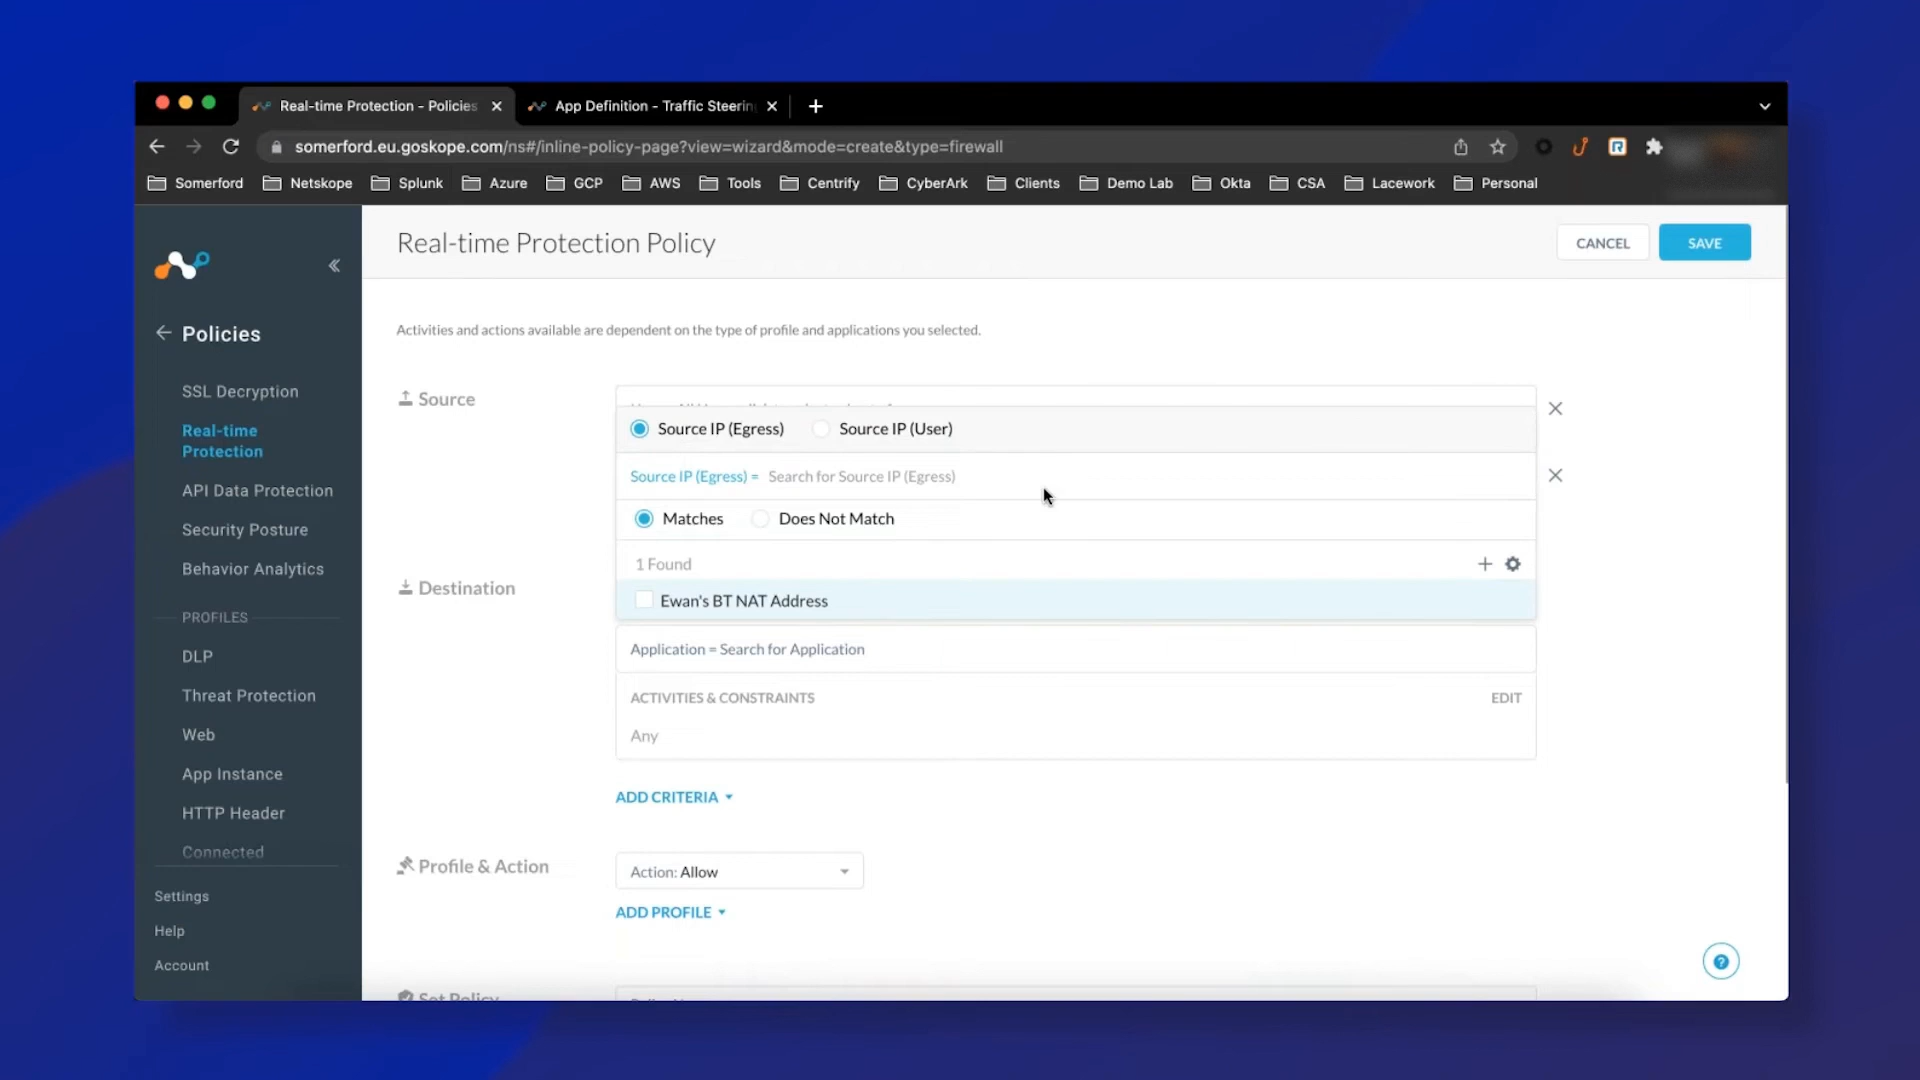 Real-time Protection - Policies
App Definition - Traffic Steerin
somerford.eu.goskope.com/ns#/inline-policy-page?view=wizard&mode=create&type=firewall
Somerford Netskope Splunk Azure GCP AWS Tools Centrify CyberArk Clients Demo Lab Okta CSA Lacework Personal
Real-time Protection Policy
CANCEL
SAVE
Policies
SSL Decryption
Real-time
Protection
API Data Protection
Security Posture
Behavior Analytics
PROFILES
DLP
Threat Protection
Web
App Instance
HTTP Header
Connected
Settings
Help
Account
Activities and actions available are dependent on the type of profile and applications you selected.
Source
Source IP (Egress) Source IP (User)
Source IP (Egress) = Search for Source IP (Egress)
Matches Does Not Match
1 Found
Ewan's BT NAT Address
Destination
Application = Search for Application
ACTIVITIES & CONSTRAINTS EDIT
Any
ADD CRITERIA
Profile & Action
Action: Allow
ADD PROFILE
Set Policy